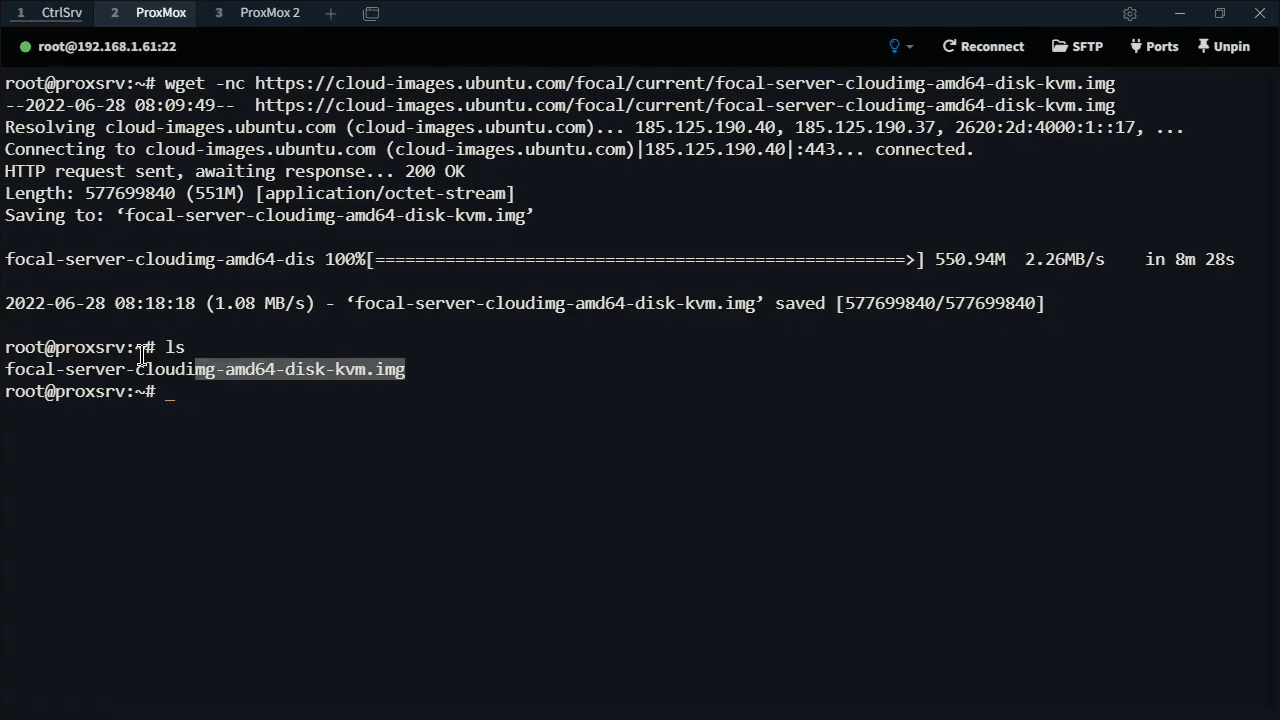 1 CtrlSrv 2 ProxMox 3 ProxMox 2 +
root@192.168.1.61:22 Reconnect SFTP Ports Unpin
root@proxsrv:~# wget -nc https://cloud-images.ubuntu.com/focal/current/focal-server-cloudimg-amd64-disk-kvm.img
--2022-06-28 08:09:49--  https://cloud-images.ubuntu.com/focal/current/focal-server-cloudimg-amd64-disk-kvm.img
Resolving cloud-images.ubuntu.com (cloud-images.ubuntu.com)... 185.125.190.40, 185.125.190.37, 2620:2d:4000:1::17, ...
Connecting to cloud-images.ubuntu.com (cloud-images.ubuntu.com)|185.125.190.40|:443... connected.
HTTP request sent, awaiting response... 200 OK
Length: 577699840 (551M) [application/octet-stream]
Saving to: ‘focal-server-cloudimg-amd64-disk-kvm.img’
focal-server-cloudimg-amd64-dis 100%[=====================================================>] 550.94M  2.26MB/s    in 8m 28s
2022-06-28 08:18:18 (1.08 MB/s) - ‘focal-server-cloudimg-amd64-disk-kvm.img’ saved [577699840/577699840]
root@proxsrv:~# ls
focal-server-cloudimg-amd64-disk-kvm.img
root@proxsrv:~# _